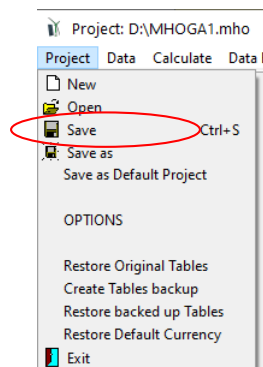 Project: D:\MHOGA1.mho
Project Data Calculate Data
New
Open
Save Ctrl+S
Save as
Save as Default Project
OPTIONS
Restore Original Tables
Create Tables backup
Restore backed up Tables
Restore Default Currency
Exit